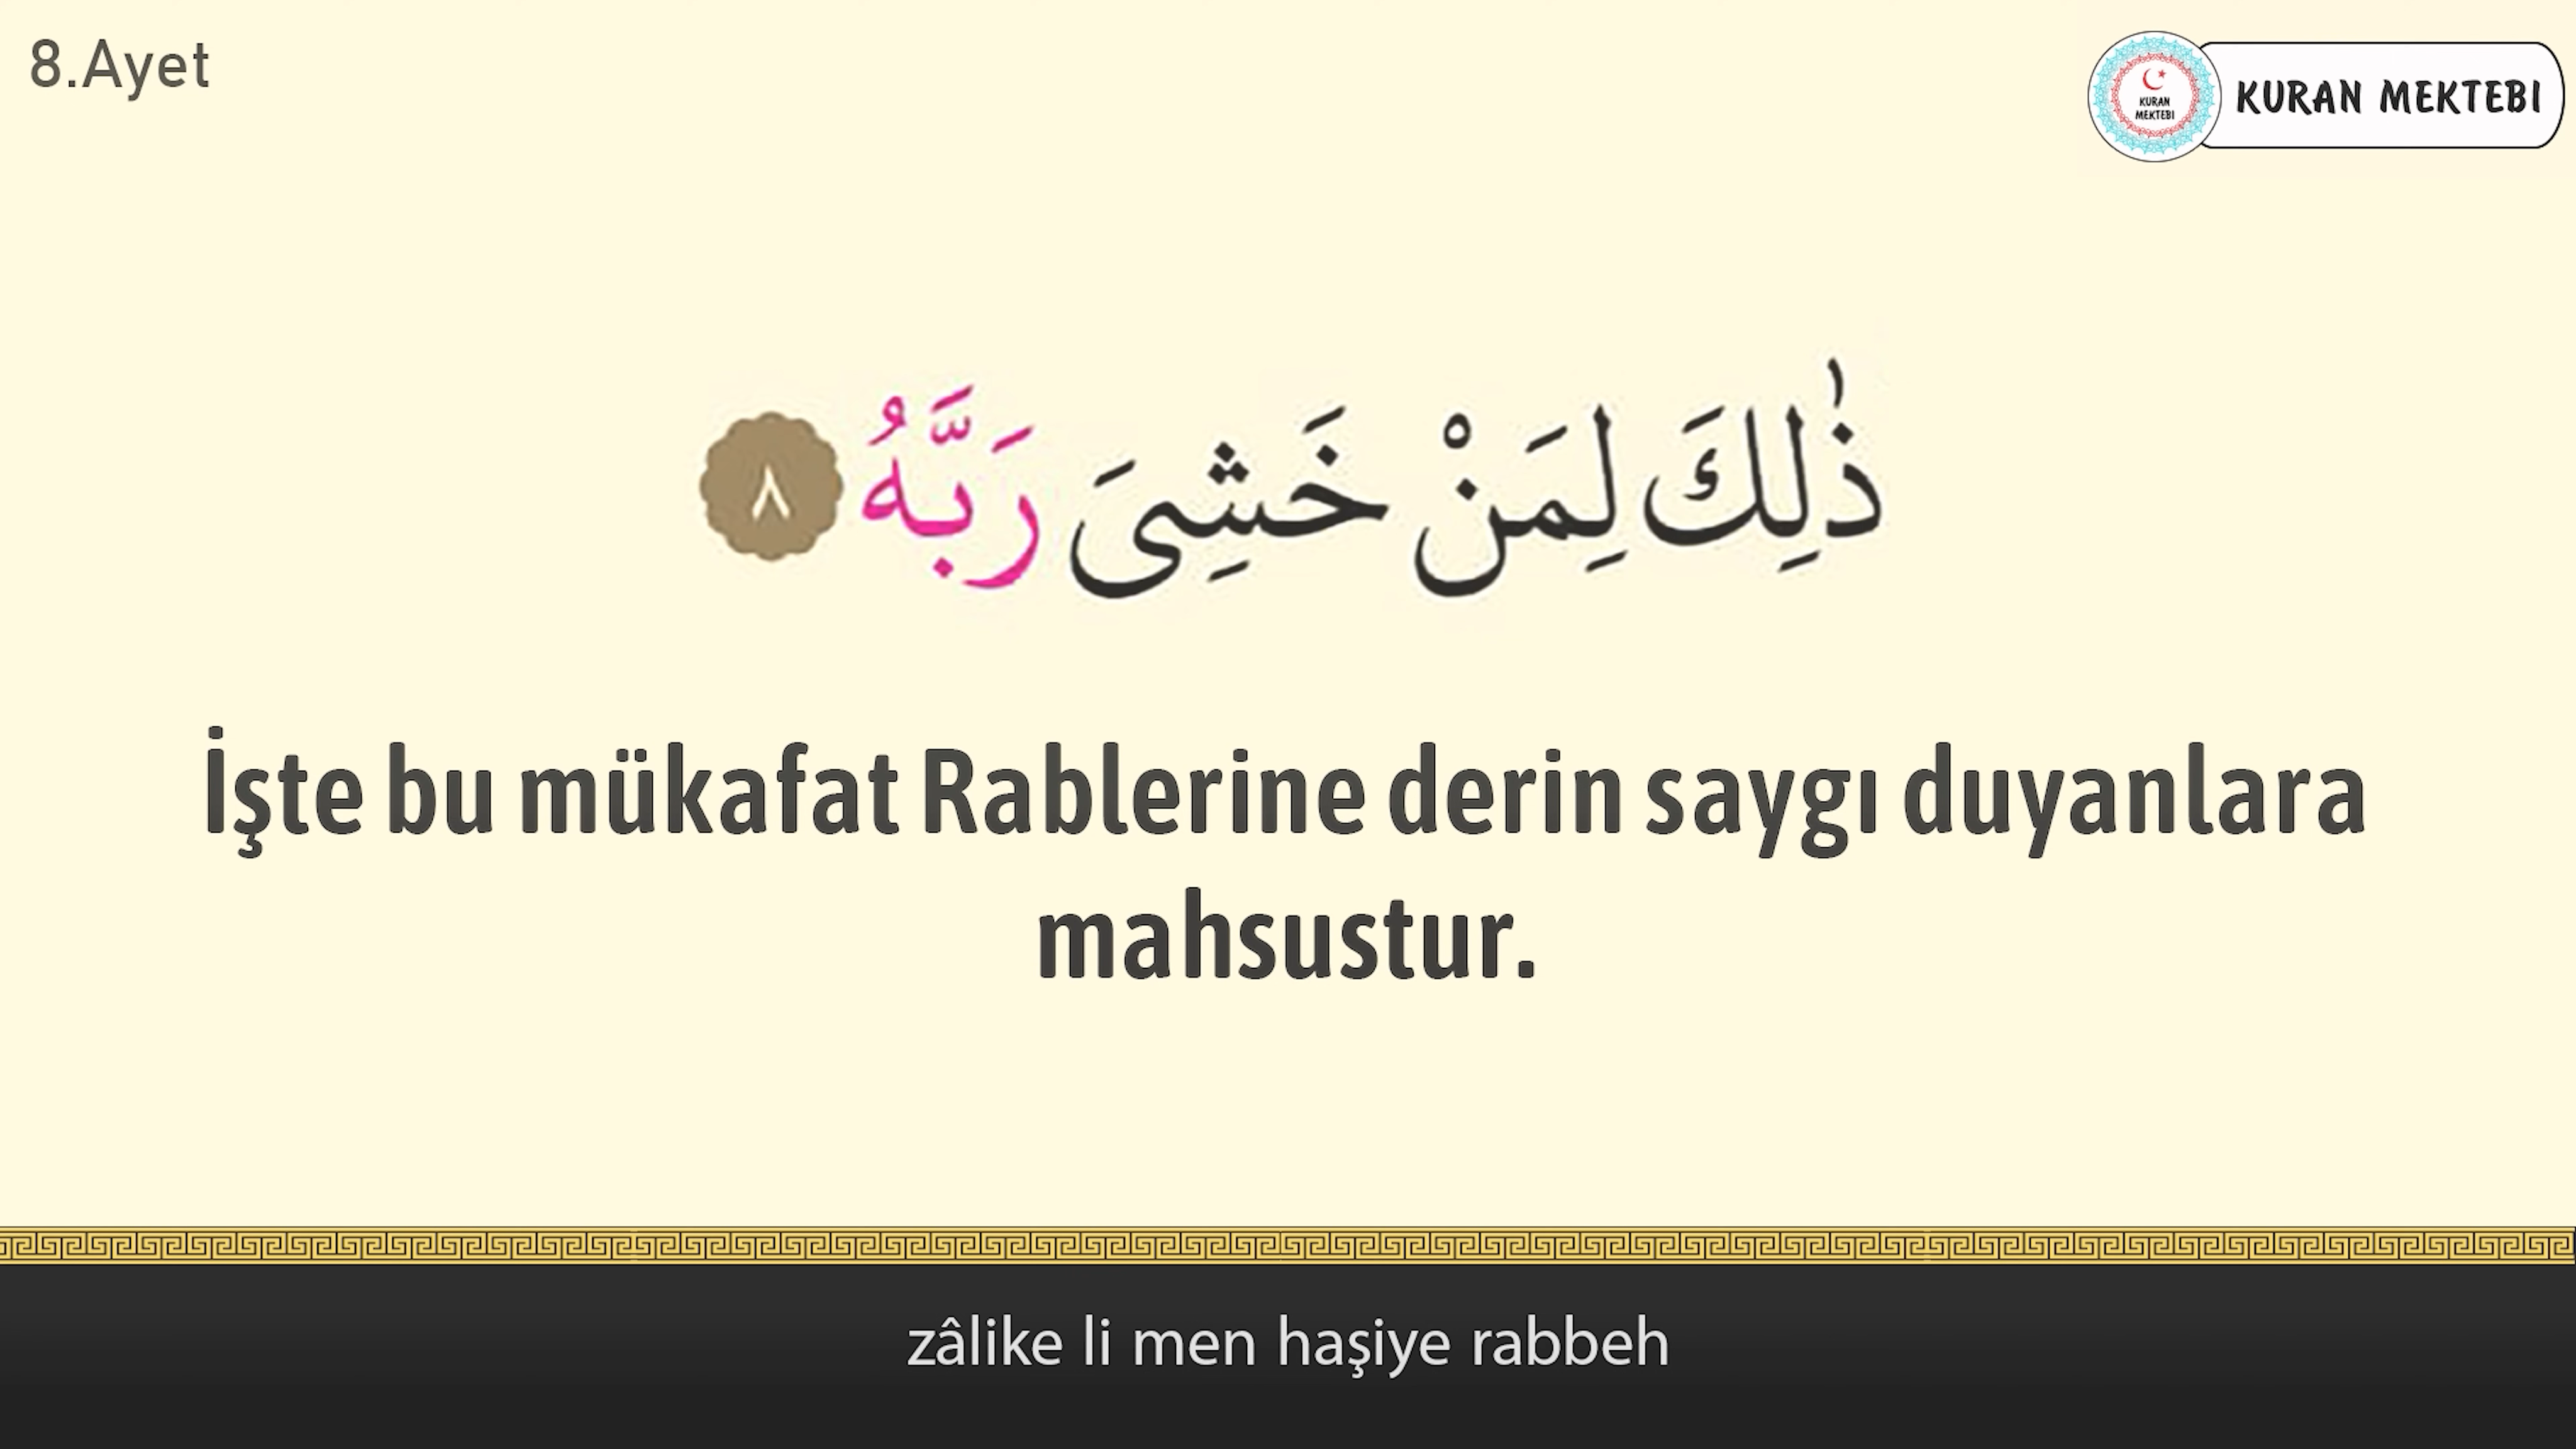 8.Ayet
KURAN
MEKTEBI
KURAN MEKTEBI
ذٰلِكَ لِمَنْ خَشِىَ رَبَّهُ ٨
İşte bu mükafat Rablerine derin saygı duyanlara
mahsustur.
zâlike li men haşiye rabbeh